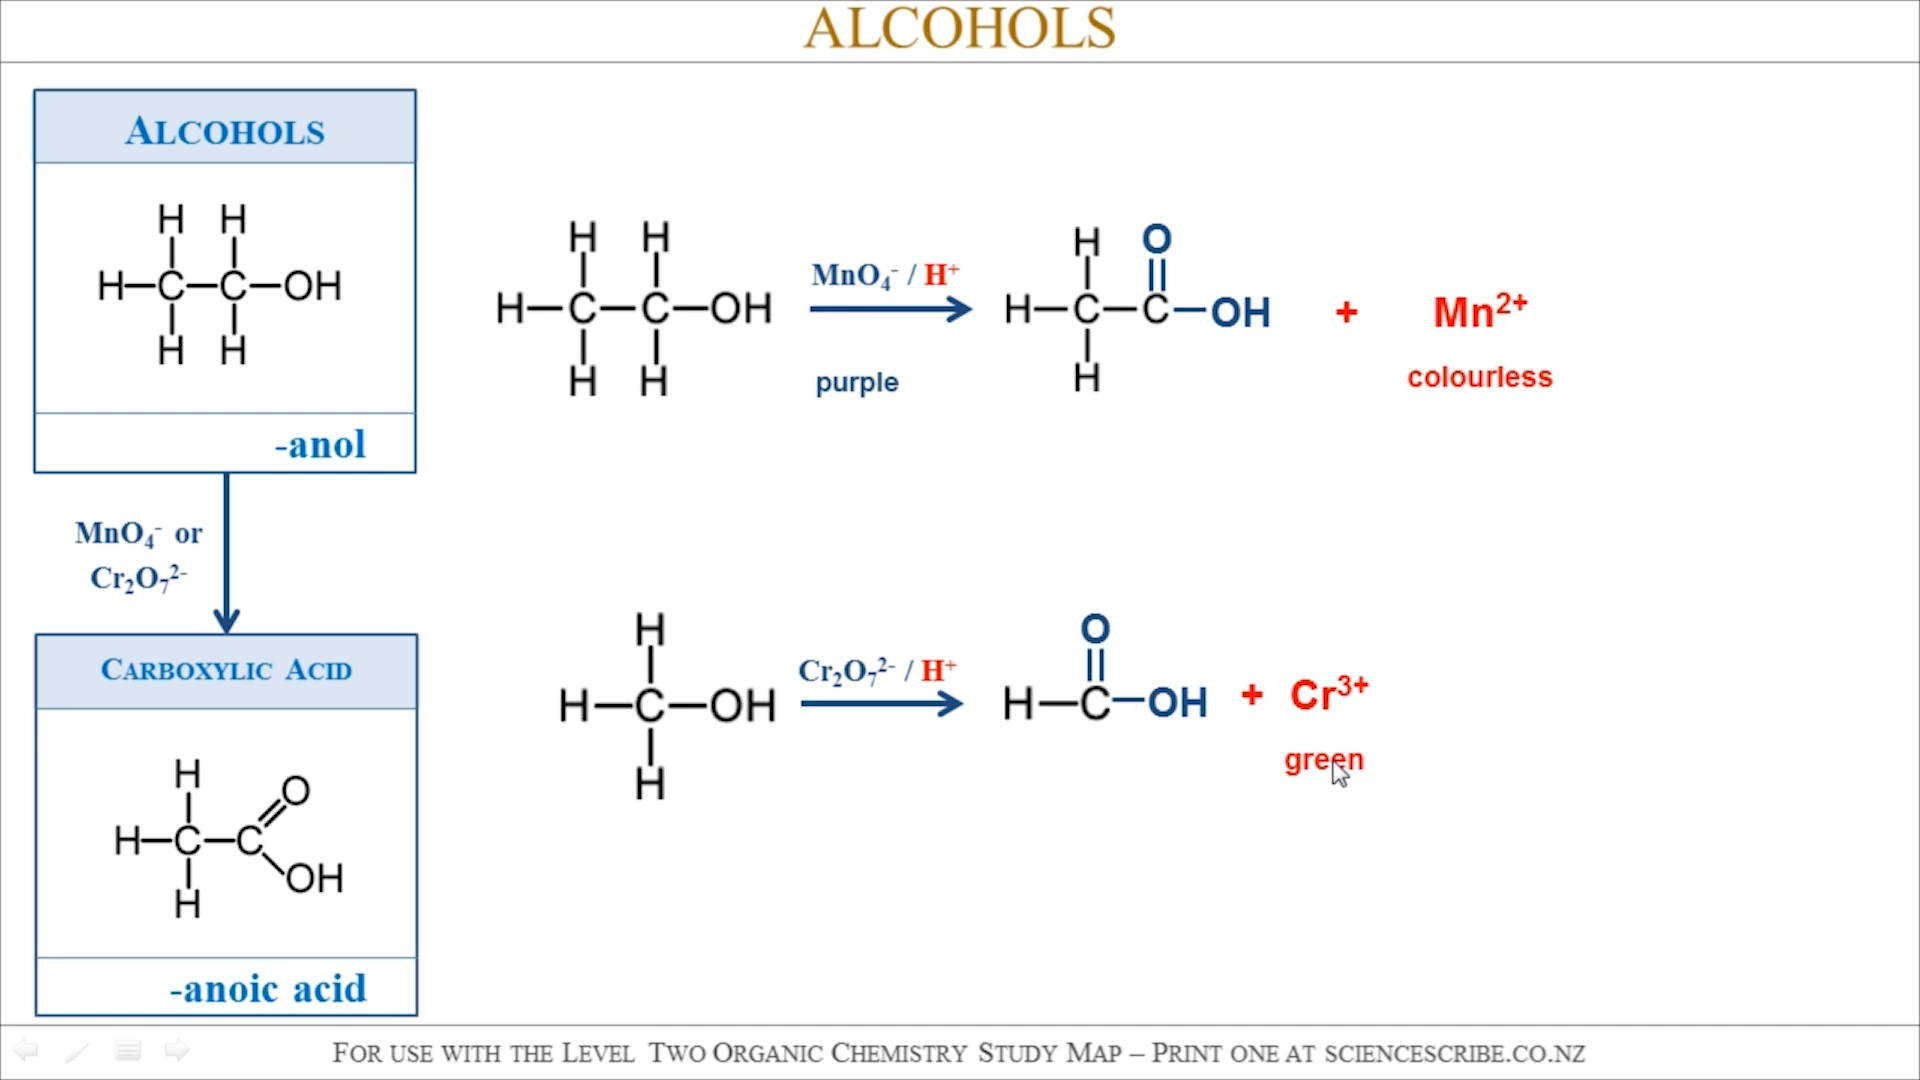 ALCOHOLS
ALCOHOLS
H H
H—C—C—OH
H H
-anol
MnO₄⁻ or
Cr₂O₇²⁻
CARBOXYLIC ACID
H O
H—C—C
OH
H
-anoic acid
H H
H—C—C—OH
H H
MnO₄⁻ / H⁺
purple
H O
H—C—C—OH
H
+ Mn²⁺
colourless
H
H—C—OH
H
Cr₂O₇²⁻ / H⁺
O
H—C—OH
+ Cr³⁺
green
FOR USE WITH THE LEVEL TWO ORGANIC CHEMISTRY STUDY MAP – PRINT ONE AT SCIENCESCRIBE.CO.NZ